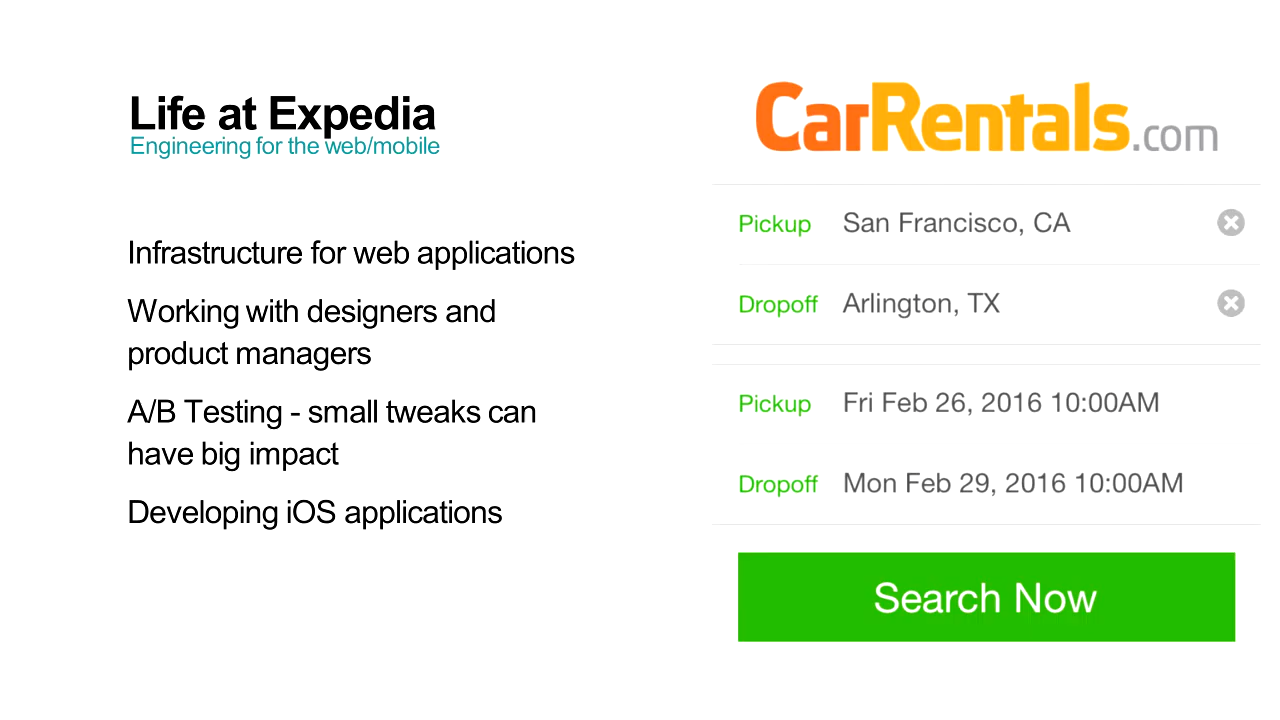 Life at Expedia
Engineering for the web/mobile
Infrastructure for web applications
Working with designers and
product managers
A/B Testing - small tweaks can
have big impact
Developing iOS applications
CarRentals.com
Pickup San Francisco, CA
Dropoff Arlington, TX
Pickup Fri Feb 26, 2016 10:00AM
Dropoff Mon Feb 29, 2016 10:00AM
Search Now